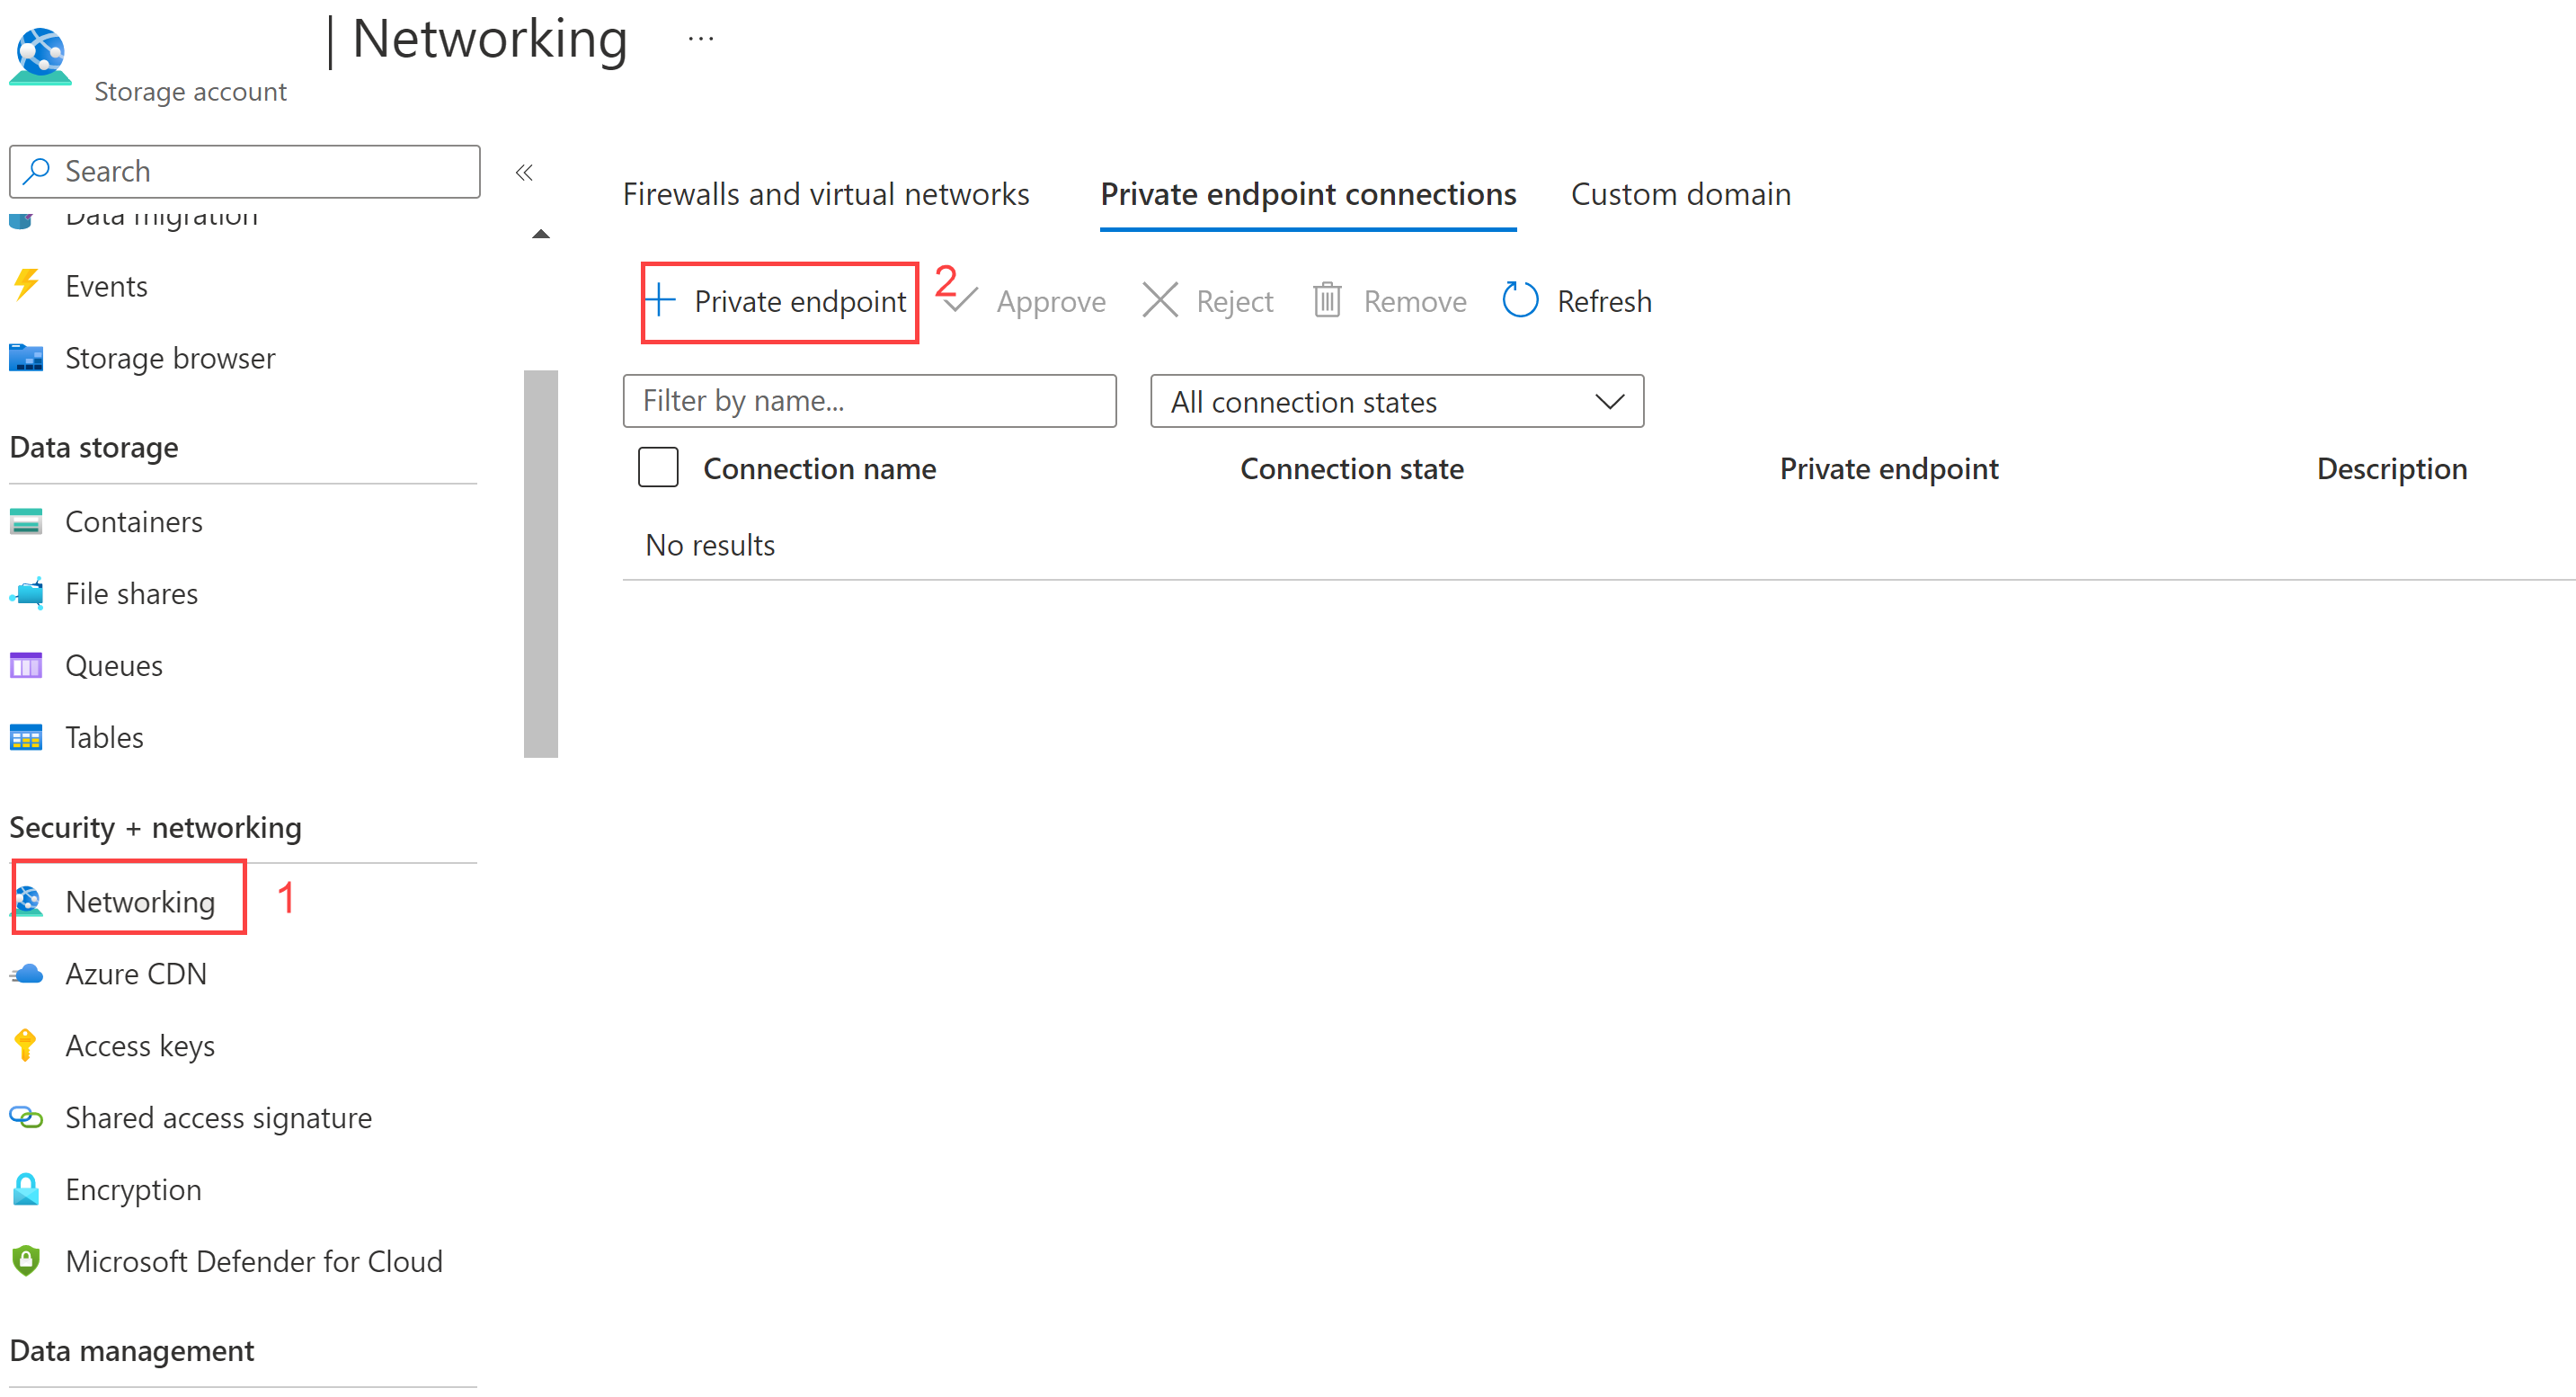 | Networking ...
Storage account
Search
Data migration
Events
Storage browser
Data storage
Containers
File shares
Queues
Tables
Security + networking
Networking 1
Azure CDN
Access keys
Shared access signature
Encryption
Microsoft Defender for Cloud
Data management
Firewalls and virtual networks Private endpoint connections Custom domain
Private endpoint 2 Approve Reject Remove Refresh
Filter by name... All connection states
Connection name Connection state Private endpoint Description
No results